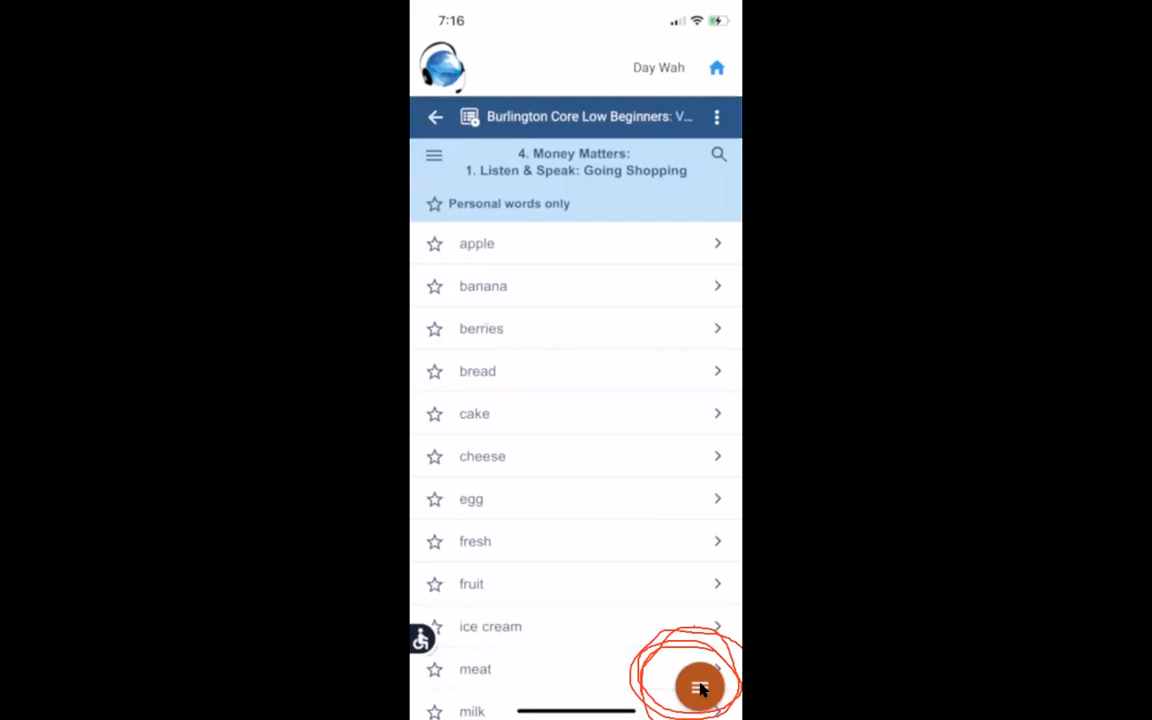 7:16
Day Wah
Burlington Core Low Beginners: V...
4. Money Matters:
1. Listen & Speak: Going Shopping
Personal words only
apple
banana
berries
bread
cake
cheese
egg
fresh
fruit
ice cream
meat
milk